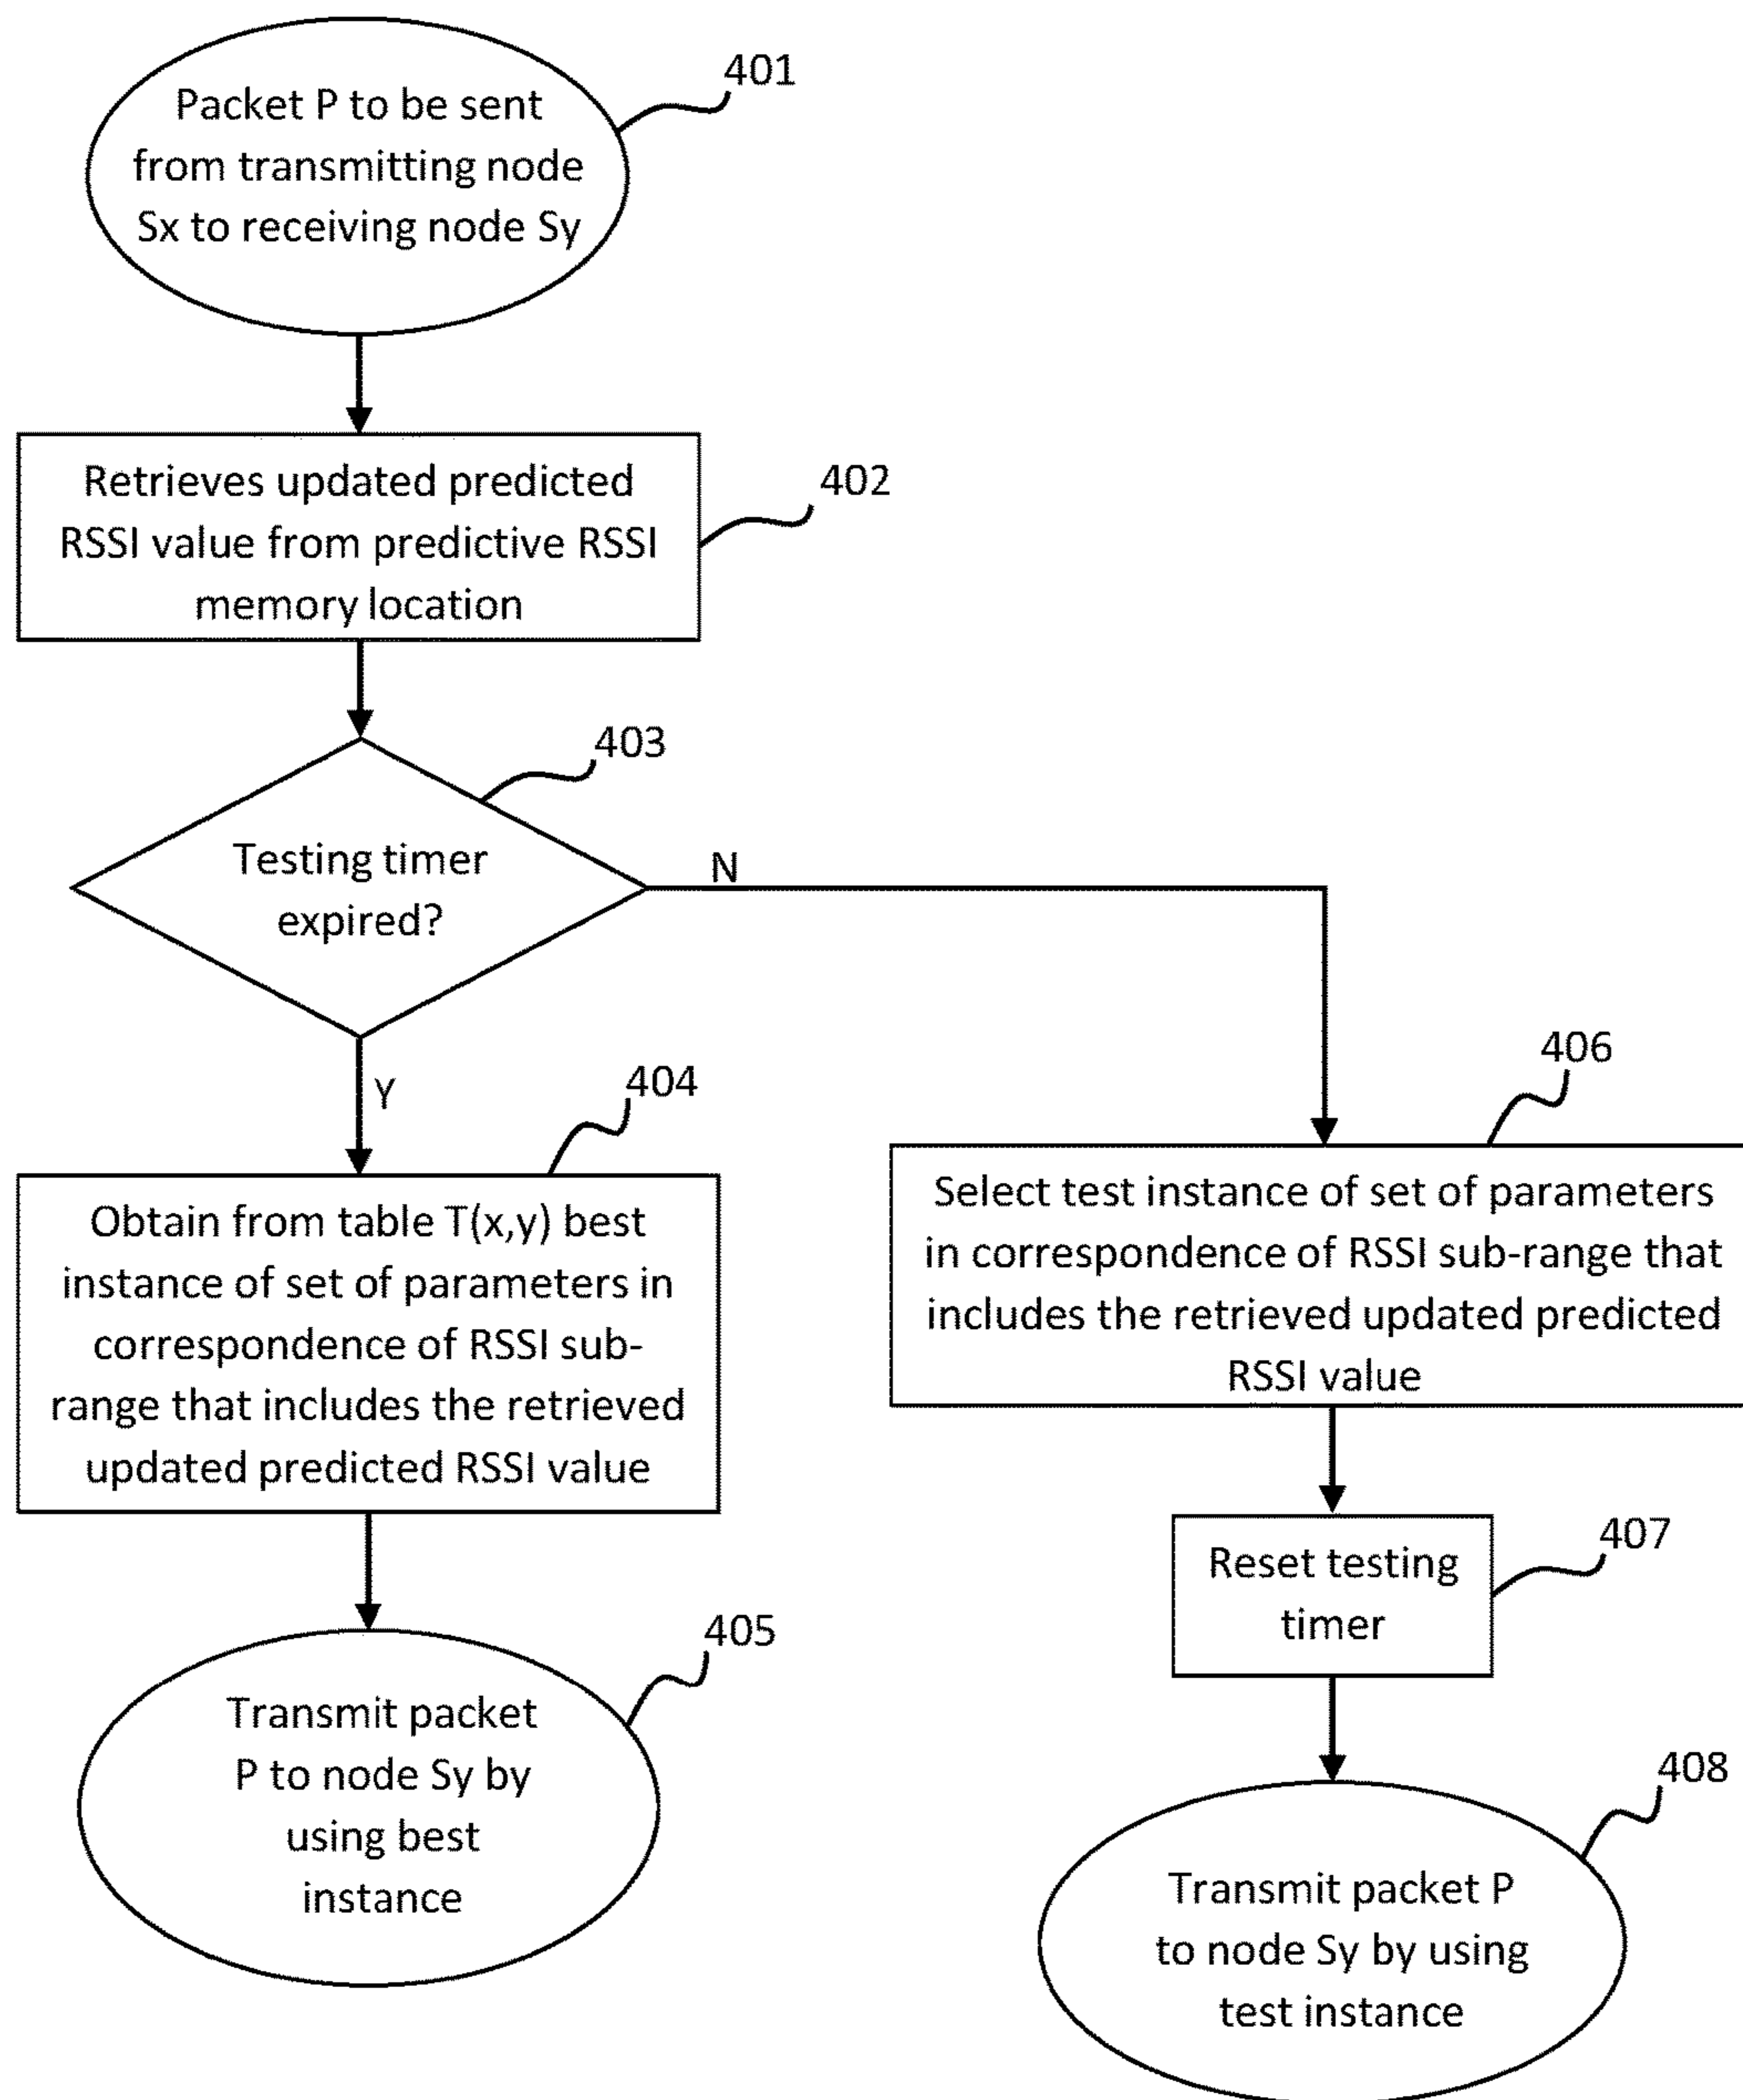 Packet P to be sent
from transmitting node
Sx to receiving node Sy
401
Retrieves updated predicted
RSSI value from predictive RSSI
memory location
402
Testing timer
expired?
403
N
Y
Obtain from table T(x,y) best
instance of set of parameters in
correspondence of RSSI sub-
range that includes the retrieved
updated predicted RSSI value
404
Transmit packet
P to node Sy by
using best
instance
405
Select test instance of set of parameters
in correspondence of RSSI sub-range that
includes the retrieved updated predicted
RSSI value
406
Reset testing
timer
407
Transmit packet P
to node Sy by using
test instance
408